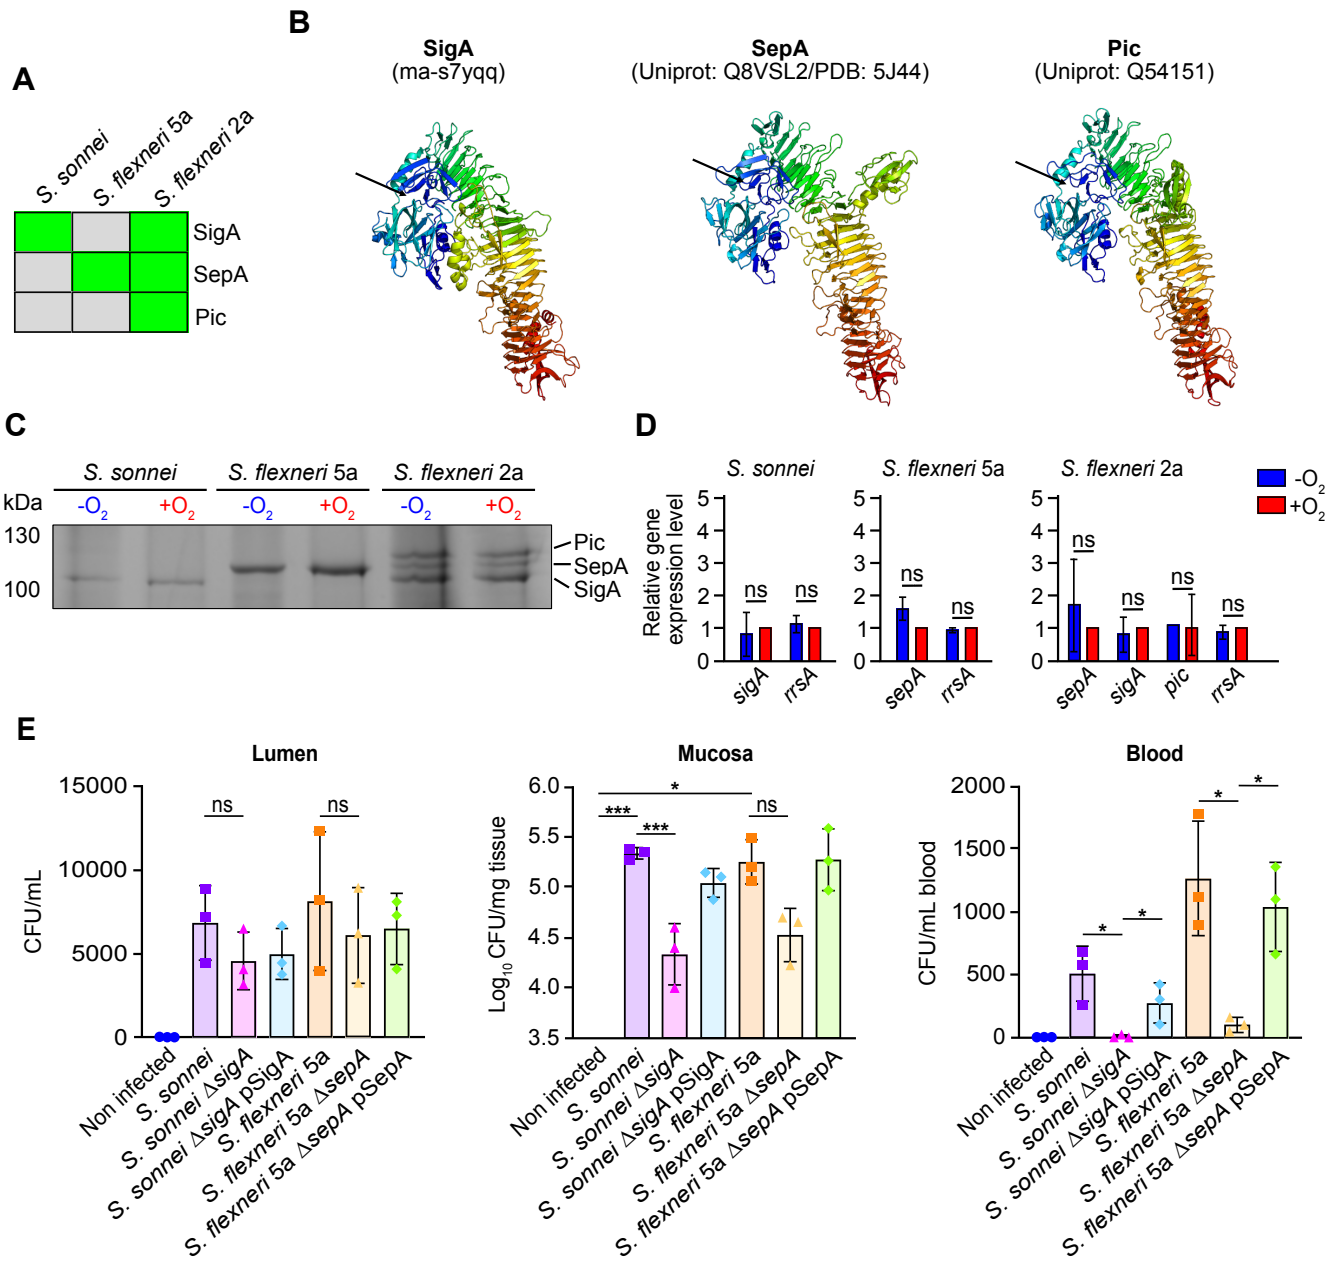 A
S. sonnei
S. flexneri 5a
S. flexneri 2a
SigA
SepA
Pic
B
SigA
(ma-s7yqq)
SepA
(Uniprot: Q8VSL2/PDB: 5J44)
Pic
(Uniprot: Q54151)
C
S. sonnei
S. flexneri 5a
S. flexneri 2a
kDa
-O2
+O2
-O2
+O2
-O2
+O2
130
100
Pic
SepA
SigA
D
S. sonnei
S. flexneri 5a
S. flexneri 2a
-O2
+O2
Relative gene
expression level
5
4
3
2
1
0
ns
ns
sigA
rrsA
5
4
3
2
1
0
ns
ns
sepA
rrsA
5
4
3
2
1
0
ns
ns
ns
ns
sepA
sigA
pic
rrsA
E
Lumen
CFU/mL
15000
10000
5000
0
ns
ns
Non infected
S. sonnei
S. sonnei ΔsigA
S. sonnei ΔsigA pSigA
S. flexneri 5a
S. flexneri 5a ΔsepA
S. flexneri 5a ΔsepA pSepA
Mucosa
Log10 CFU/mg tissue
6.0
5.5
5.0
4.5
4.0
3.5
*
***
***
ns
Non infected
S. sonnei
S. sonnei ΔsigA
S. sonnei ΔsigA pSigA
S. flexneri 5a
S. flexneri 5a ΔsepA
S. flexneri 5a ΔsepA pSepA
Blood
CFU/mL blood
2000
1500
1000
500
0
*
*
*
*
Non infected
S. sonnei
S. sonnei ΔsigA
S. sonnei ΔsigA pSigA
S. flexneri 5a
S. flexneri 5a ΔsepA
S. flexneri 5a ΔsepA pSepA